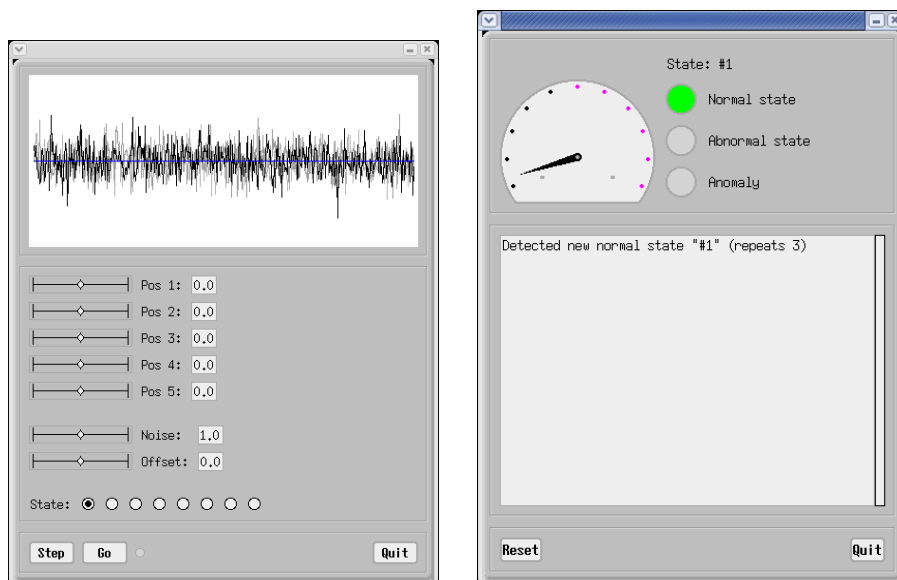 Pos 1: 0.0
Pos 2: 0.0
Pos 3: 0.0
Pos 4: 0.0
Pos 5: 0.0
Noise: 1.0
Offset: 0.0
State:
Step Go Quit
State: #1
Normal state
Abnormal state
Anomaly
Detected new normal state "#1" (repeats 3)
Reset Quit